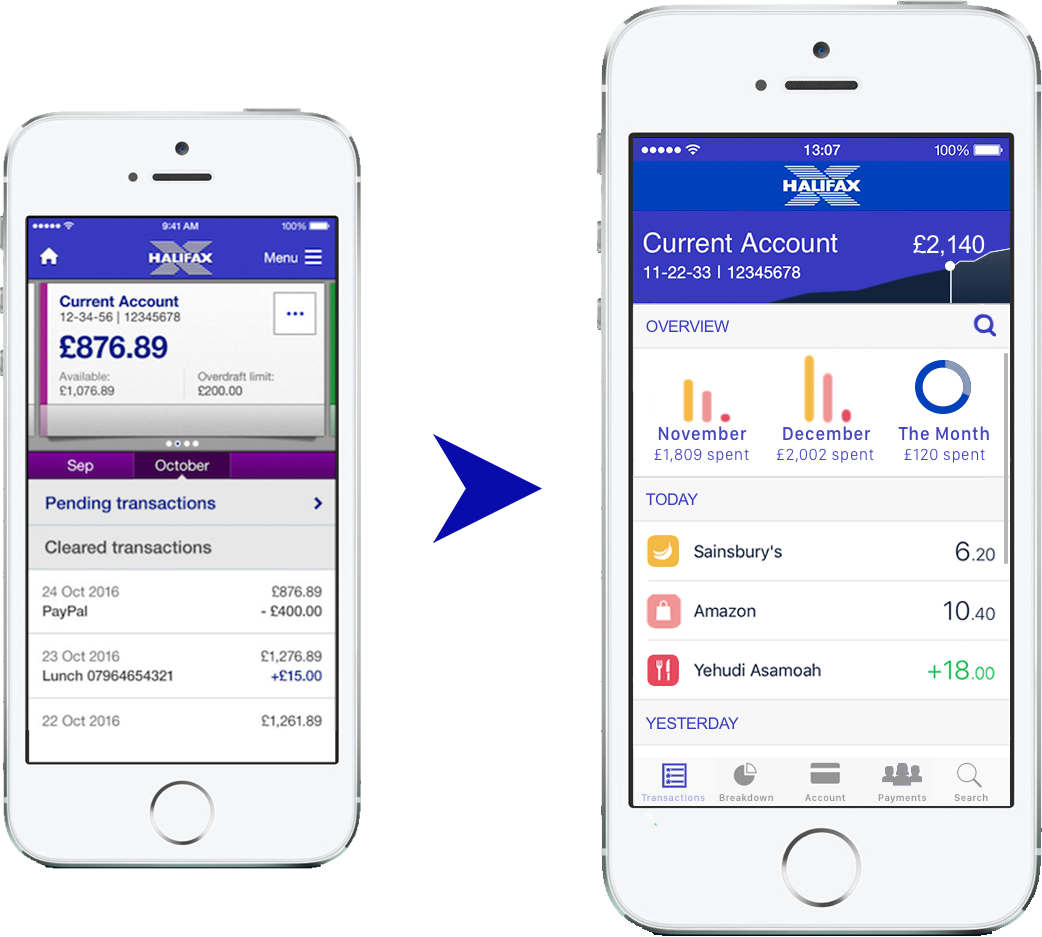 9:41 AM
100%
HALIFAX
Menu
Current Account
12-34-56 | 12345678
£876.89
Available:
£1,076.89
Overdraft limit:
£200.00
Sep
October
Pending transactions
Cleared transactions
24 Oct 2016
£876.89
PayPal
- £400.00
23 Oct 2016
£1,276.89
Lunch 07964654321
+£15.00
22 Oct 2016
£1,261.89
13:07
100%
HALIFAX
Current Account
£2,140
11-22-33 | 12345678
OVERVIEW
November
£1,809 spent
December
£2,002 spent
The Month
£120 spent
TODAY
Sainsbury's
6.20
Amazon
10.40
Yehudi Asamoah
+18.00
YESTERDAY
Transactions
Breakdown
Account
Payments
Search